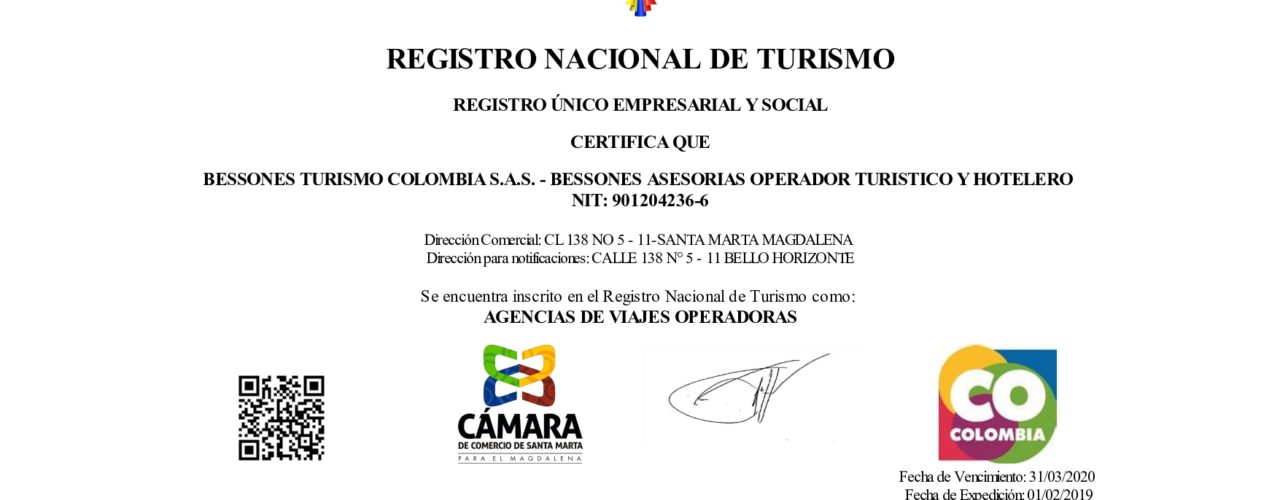 REGISTRO NACIONAL DE TURISMO
REGISTRO ÚNICO EMPRESARIAL Y SOCIAL
CERTIFICA QUE
BESSONES TURISMO COLOMBIA S.A.S. - BESSONES ASESORIAS OPERADOR TURISTICO Y HOTELERO
NIT: 901204236-6
Dirección Comercial: CL 138 NO 5 - 11-SANTA MARTA MAGDALENA
Dirección para notificaciones: CALLE 138 N° 5 - 11 BELLO HORIZONTE
Se encuentra inscrito en el Registro Nacional de Turismo como:
AGENCIAS DE VIAJES OPERADORAS
CÁMARA
DE COMERCIO DE SANTA MARTA
PARA EL MAGDALENA
CO
COLOMBIA
Fecha de Vencimiento: 31/03/2020
Fecha de Expedición: 01/02/2019